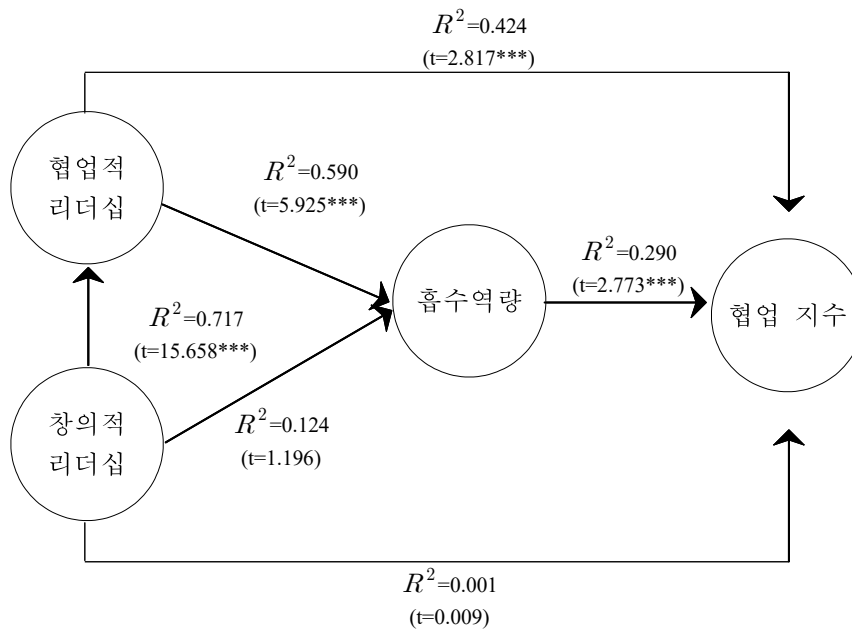 R²=0.424
(t=2.817***)
협업적
리더십
R²=0.590
(t=5.925***)
흡수역량
R²=0.290
(t=2.773***)
협업 지수
R²=0.717
(t=15.658***)
창의적
리더십
R²=0.124
(t=1.196)
R²=0.001
(t=0.009)